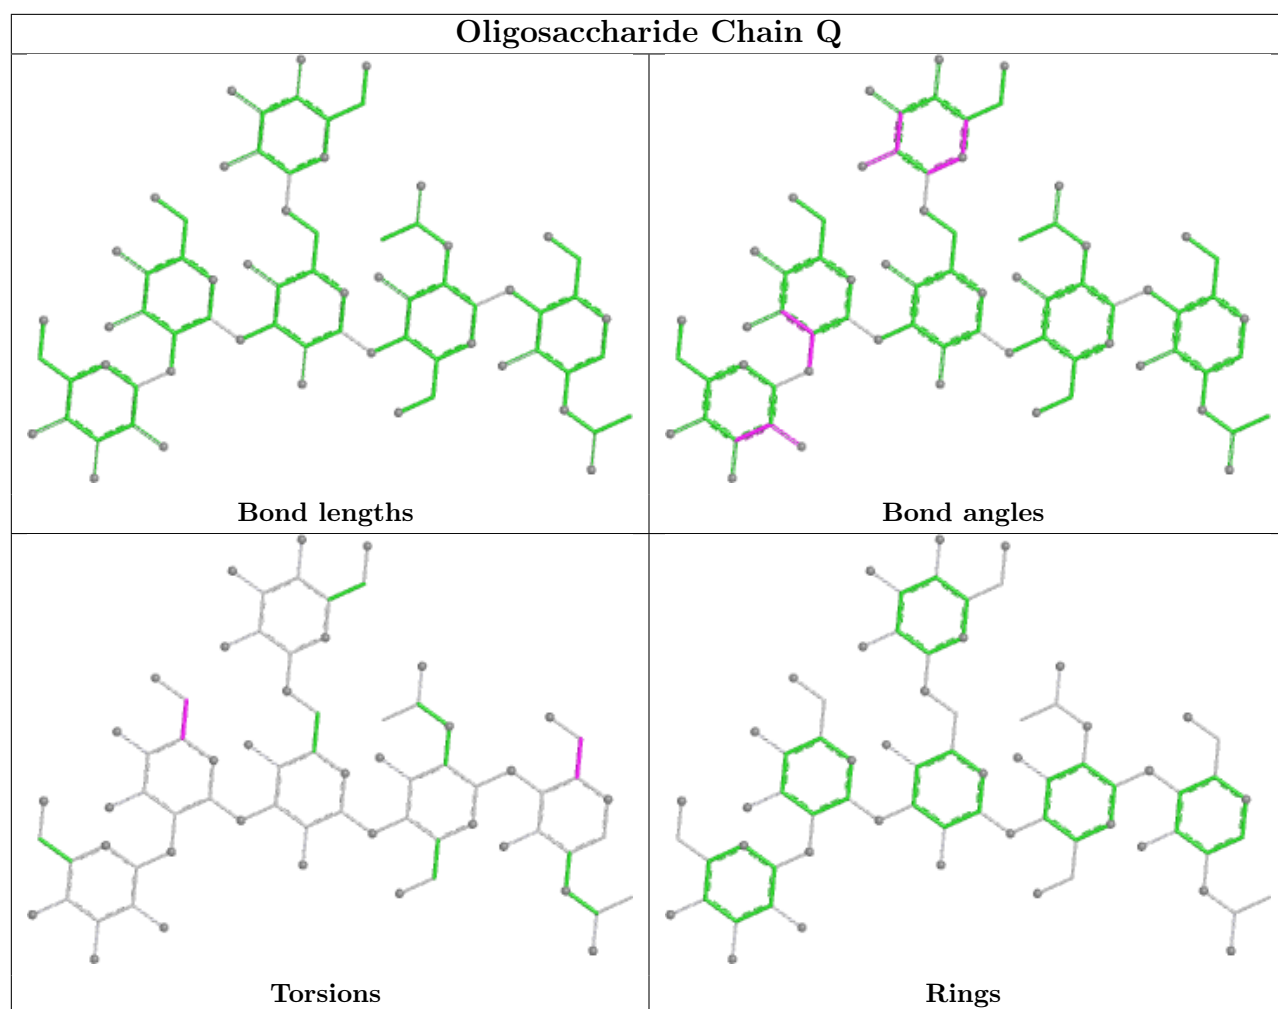 Oligosaccharide Chain Q
Bond lengths
Bond angles
Torsions
Rings